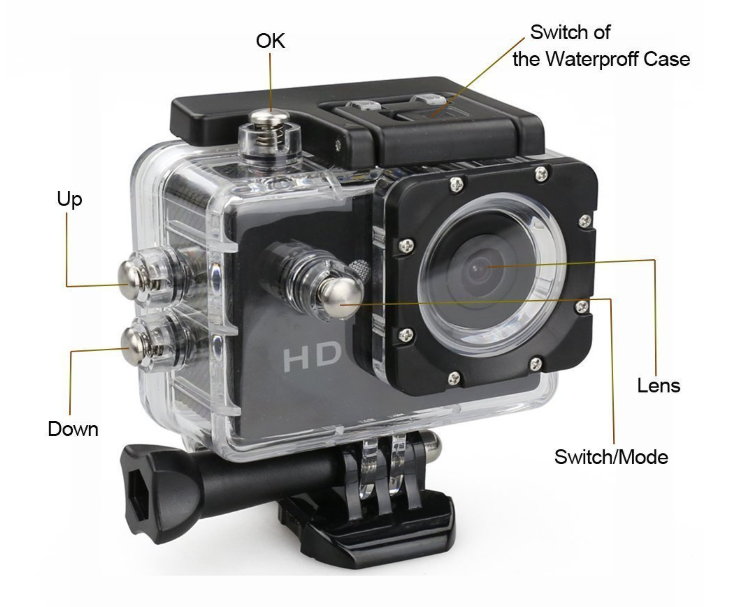 OK
Switch of
the Waterproff Case
Up
HD
Lens
Down
Switch/Mode